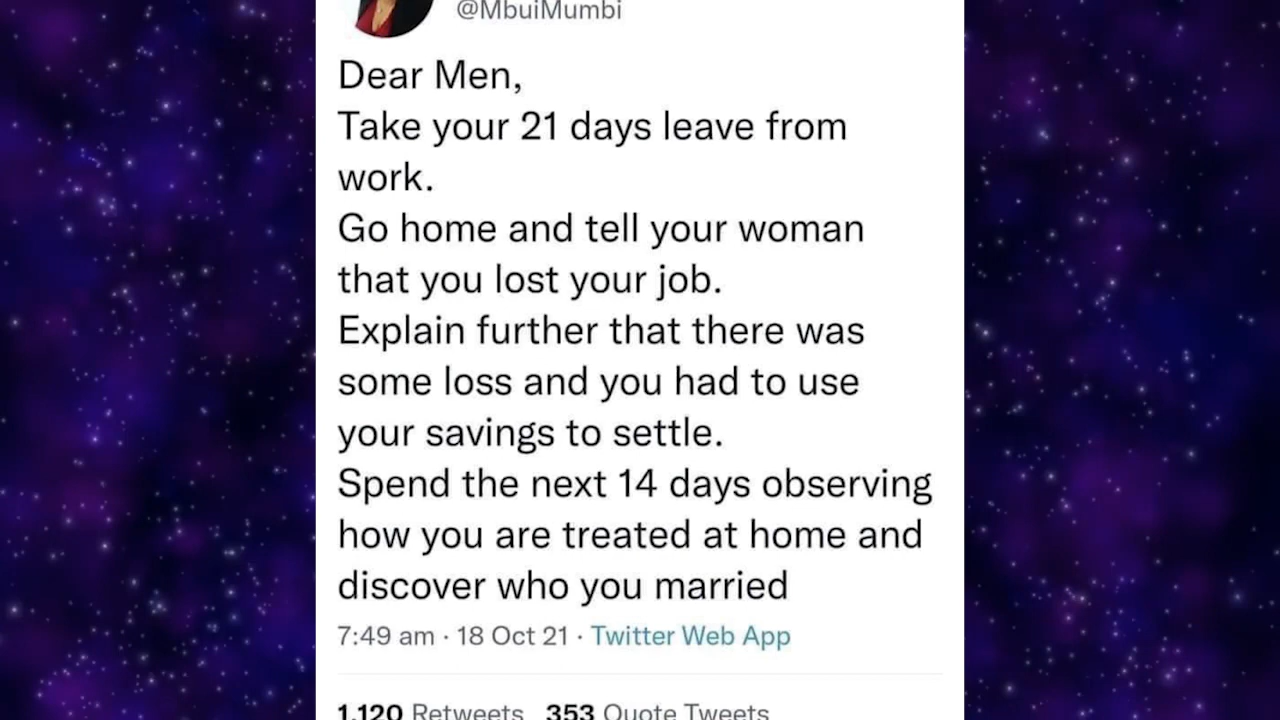 @MbuiMumbi
Dear Men,
Take your 21 days leave from
work.
Go home and tell your woman
that you lost your job.
Explain further that there was
some loss and you had to use
your savings to settle.
Spend the next 14 days observing
how you are treated at home and
discover who you married
7:49 am · 18 Oct 21 · Twitter Web App
1,120 Retweets 353 Quote Tweets